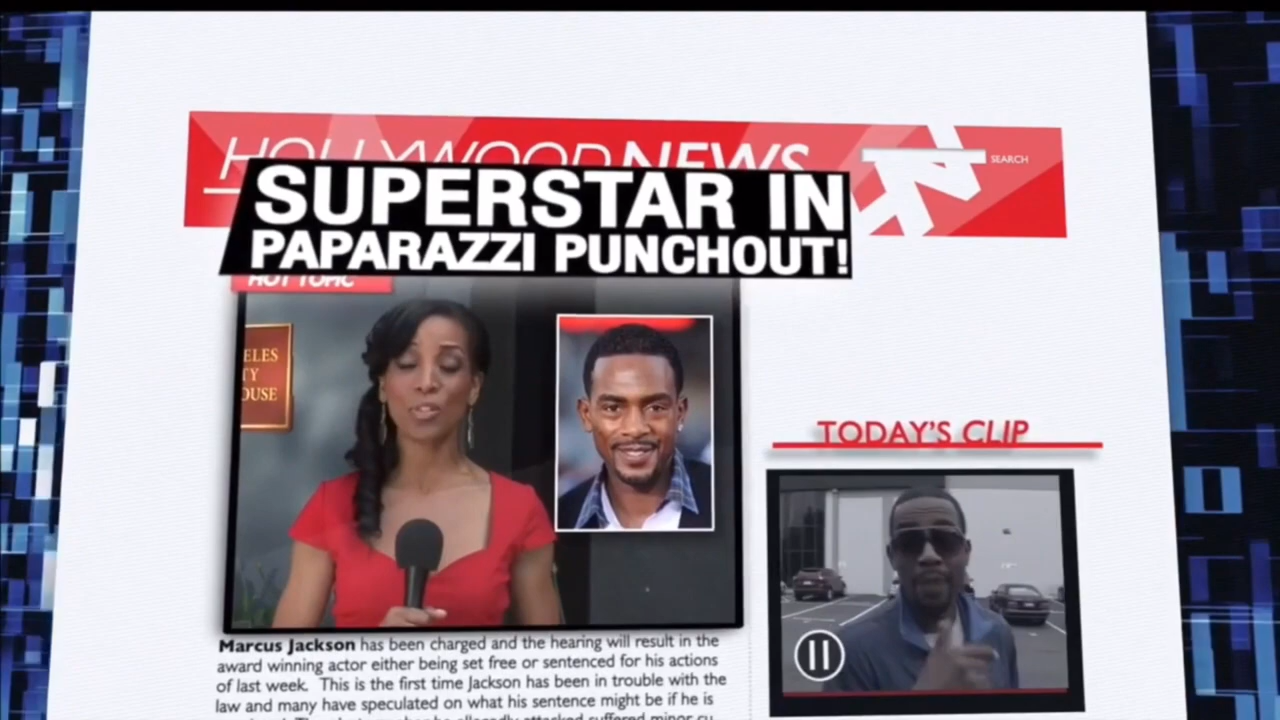 HOLLYWOOD NEWS
SEARCH
SUPERSTAR IN
PAPARAZZI PUNCHOUT!
HOT TOPIC
ELES
TY
OUSE
TODAY'S CLIP
Marcus Jackson has been charged and the hearing will result in the
award winning actor either being set free or sentenced for his actions
of last week. This is the first time Jackson has been in trouble with the
law and many have speculated on what his sentence might be if he is